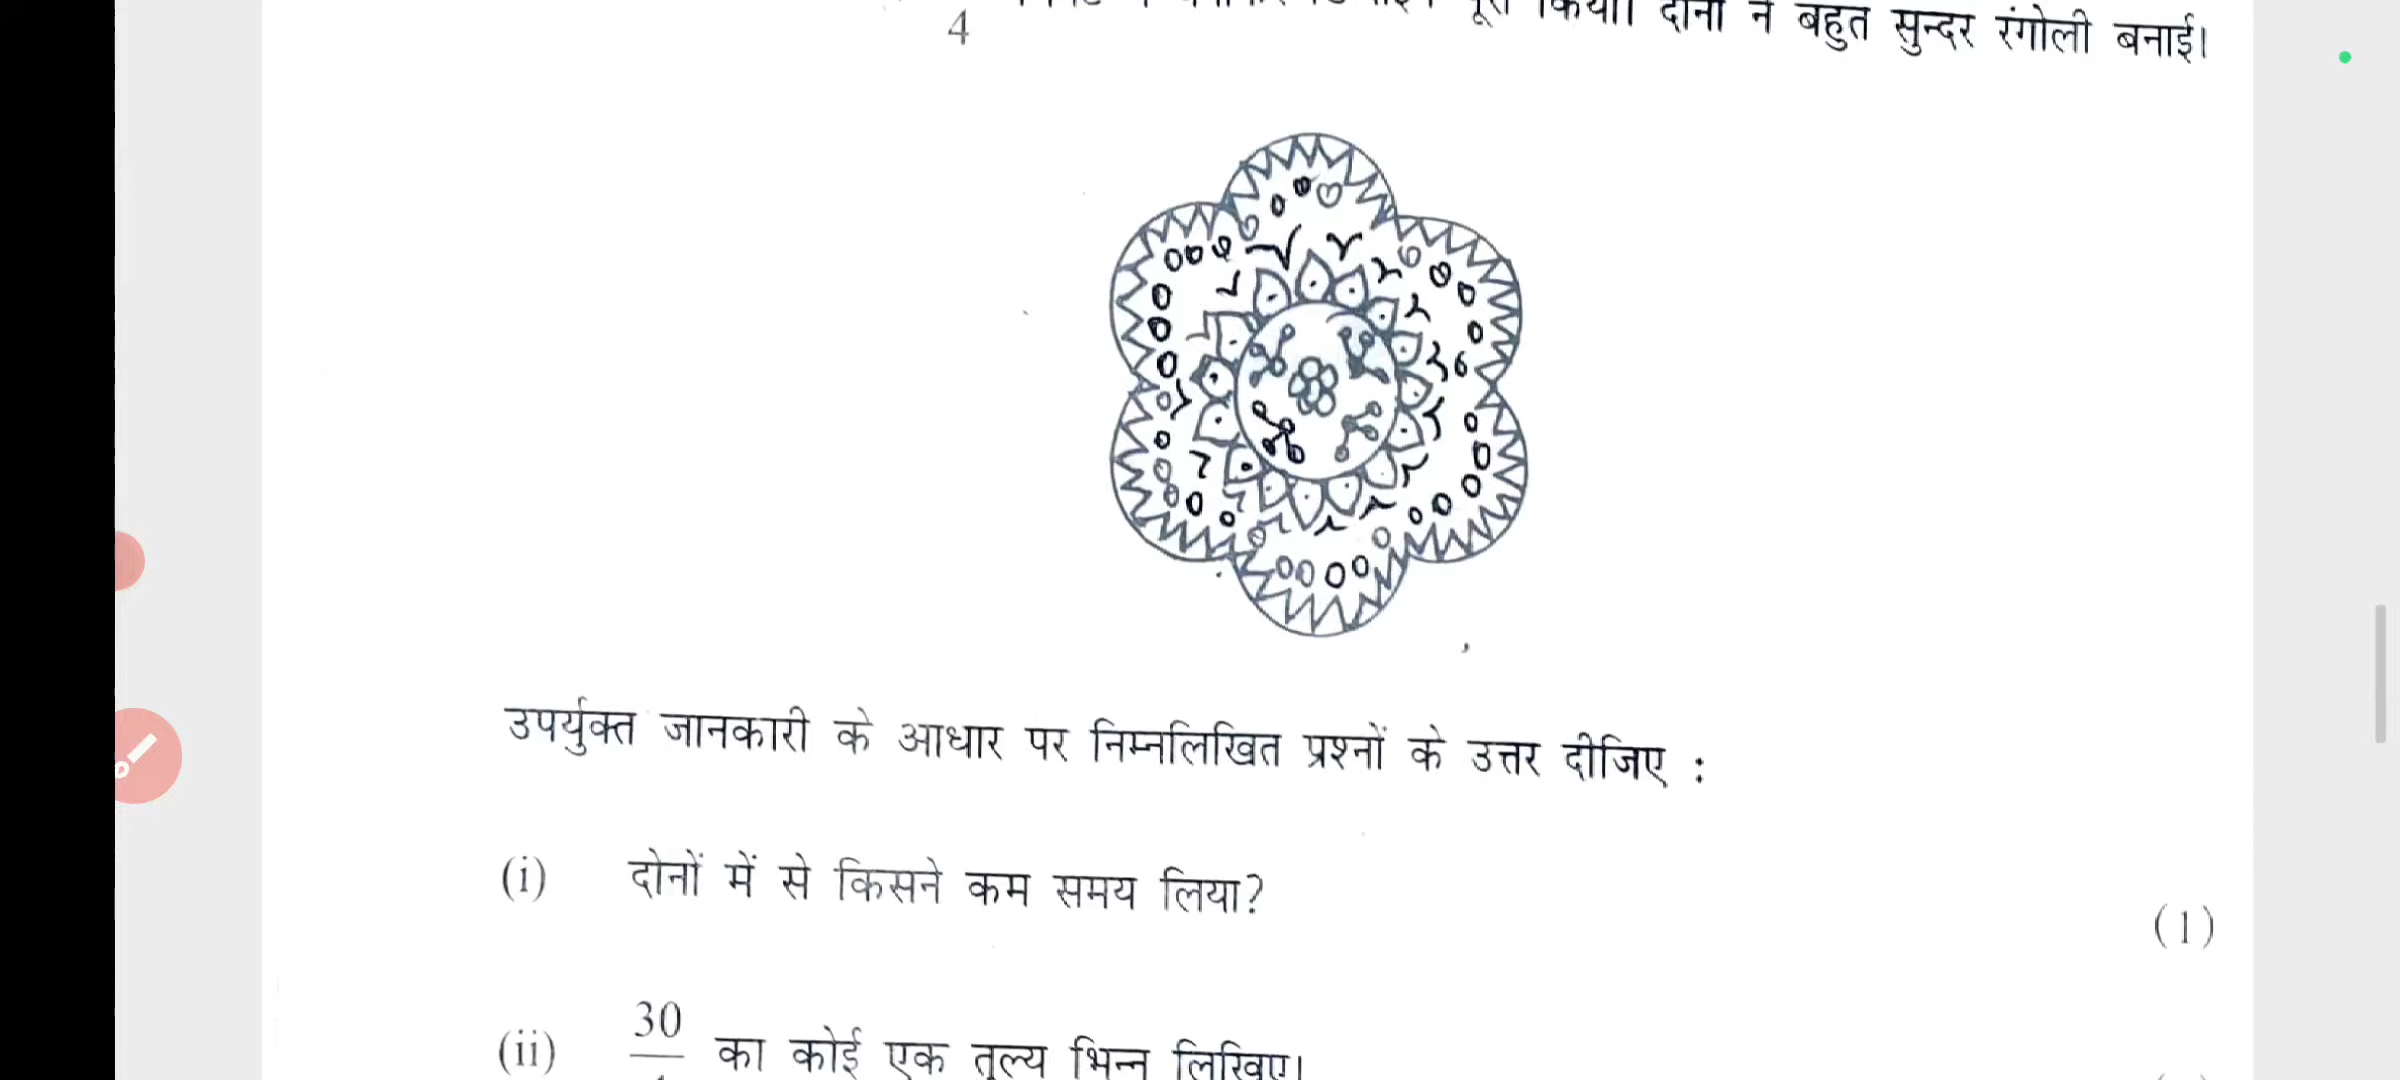 4 पूरा किया। दोनों ने बहुत सुन्दर रंगोली बनाई।
उपर्युक्त जानकारी के आधार पर निम्नलिखित प्रश्नों के उत्तर दीजिए :
(i) दोनों में से किसने कम समय लिया?
(1)
30
(ii) का कोई एक तुल्य भिन्न लिखिए।